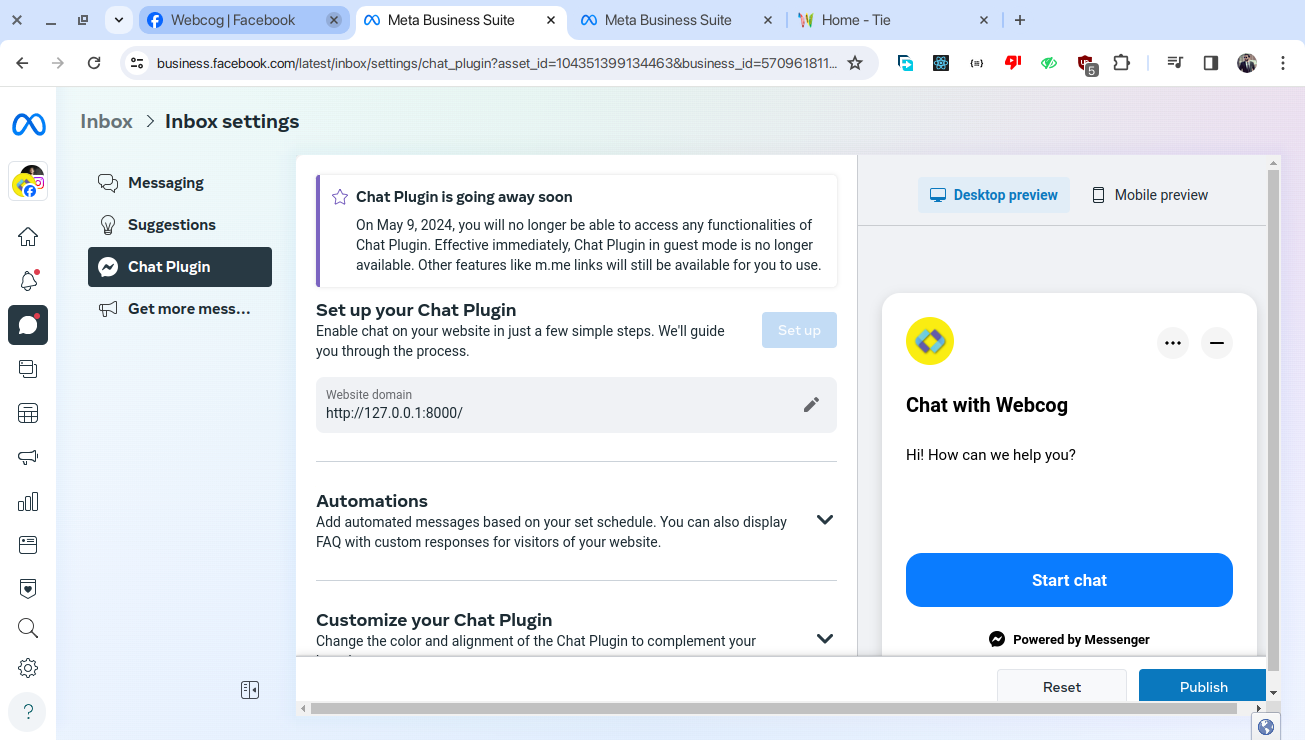 Webcog | Facebook
Meta Business Suite
Meta Business Suite
Home - Tie
business.facebook.com/latest/inbox/settings/chat_plugin?asset_id=104351399134463&business_id=570961811...
5
Inbox > Inbox settings
Messaging
Suggestions
Chat Plugin
Get more mess...
Chat Plugin is going away soon
On May 9, 2024, you will no longer be able to access any functionalities of
Chat Plugin. Effective immediately, Chat Plugin in guest mode is no longer
available. Other features like m.me links will still be available for you to use.
Set up your Chat Plugin
Enable chat on your website in just a few simple steps. We'll guide
you through the process.
Set up
Website domain
http://127.0.0.1:8000/
Automations
Add automated messages based on your set schedule. You can also display
FAQ with custom responses for visitors of your website.
Customize your Chat Plugin
Change the color and alignment of the Chat Plugin to complement your
Desktop preview
Mobile preview
Chat with Webcog
Hi! How can we help you?
Start chat
Powered by Messenger
Reset
Publish